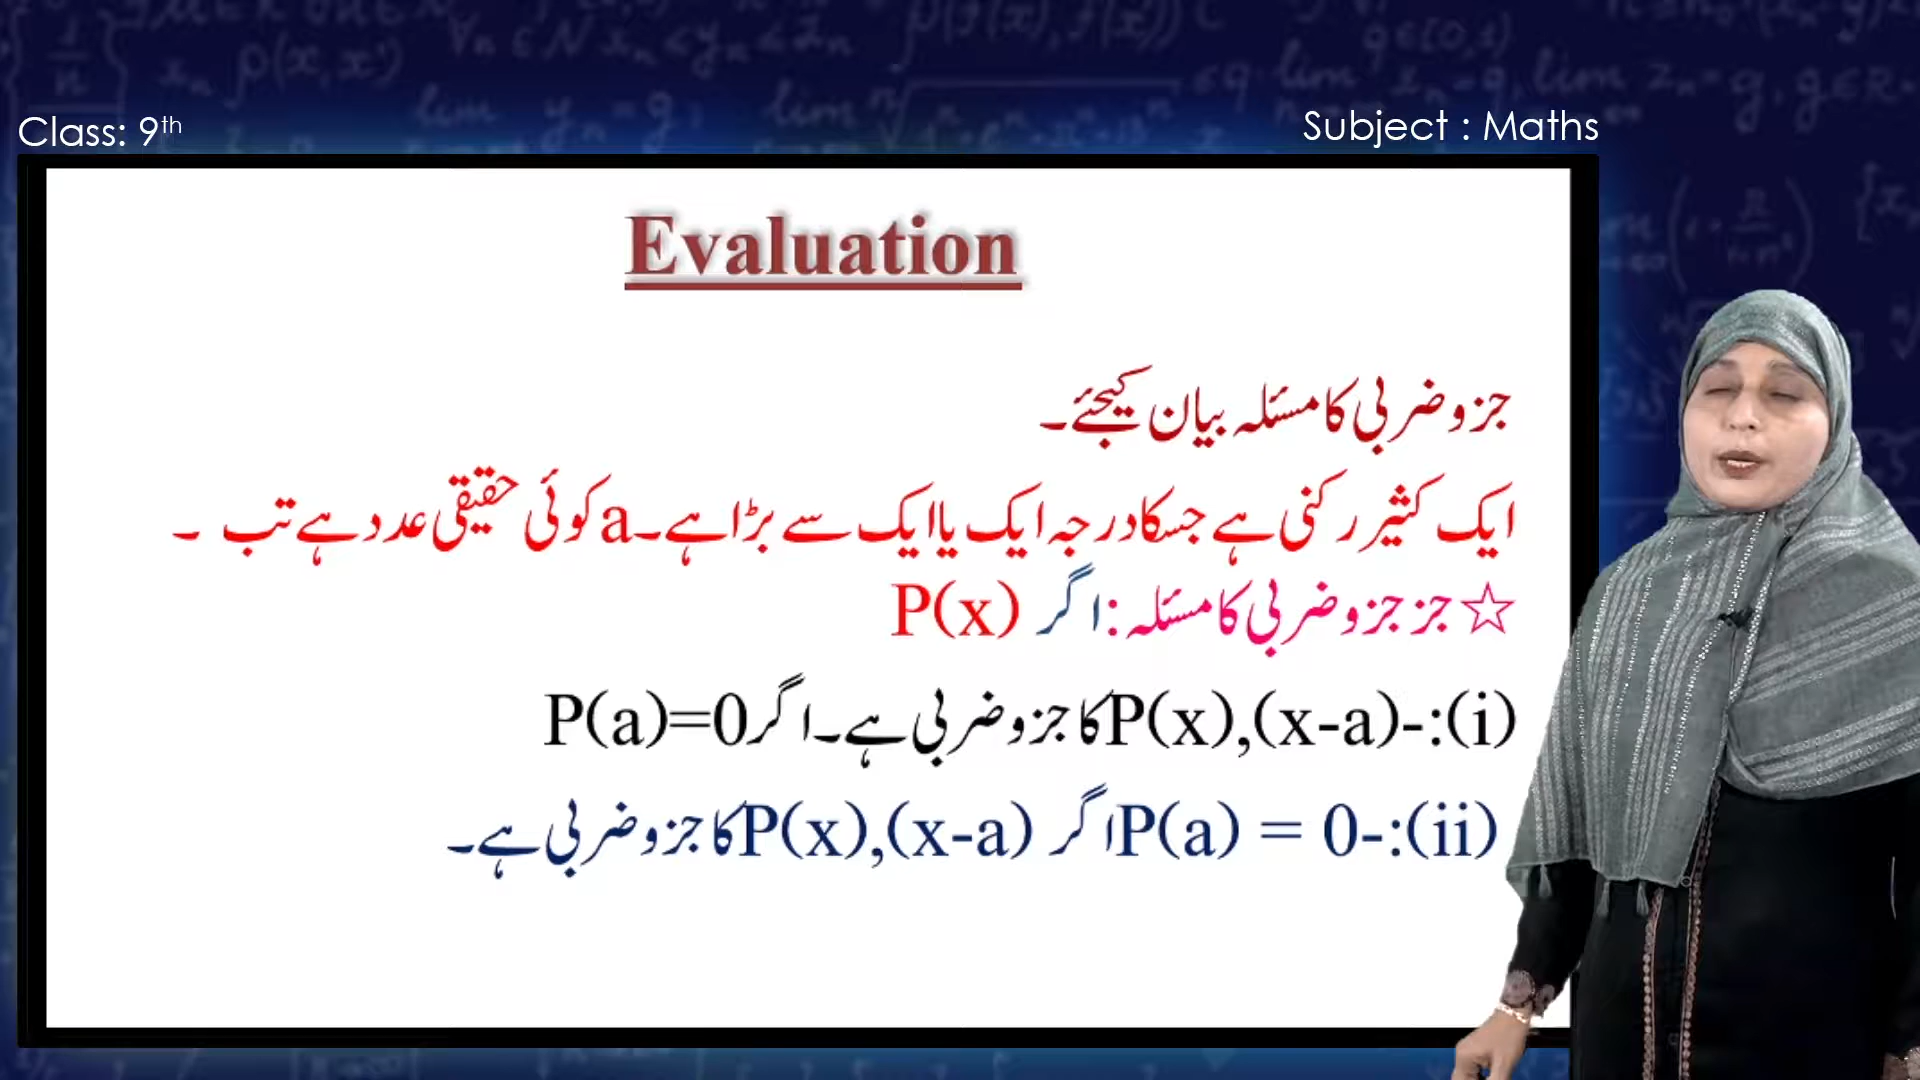 Class: 9th
Subject : Maths
Evaluation
جزو ضربی کا مسئلہ بیان کیجئے۔
ایک کثیر رکنی ہے جسکا درجہ ایک یا ایک سے بڑا ہے۔a کوئی حقیقی عدد ہے تب ۔
☆ جز جزو ضربی کا مسئلہ : اگر P(x)
(i):-P(x),(x-a) کا جزو ضربی ہے۔ اگر P(a)=0
(ii):-P(a) = 0 اگر P(x),(x-a) کا جزو ضربی ہے۔